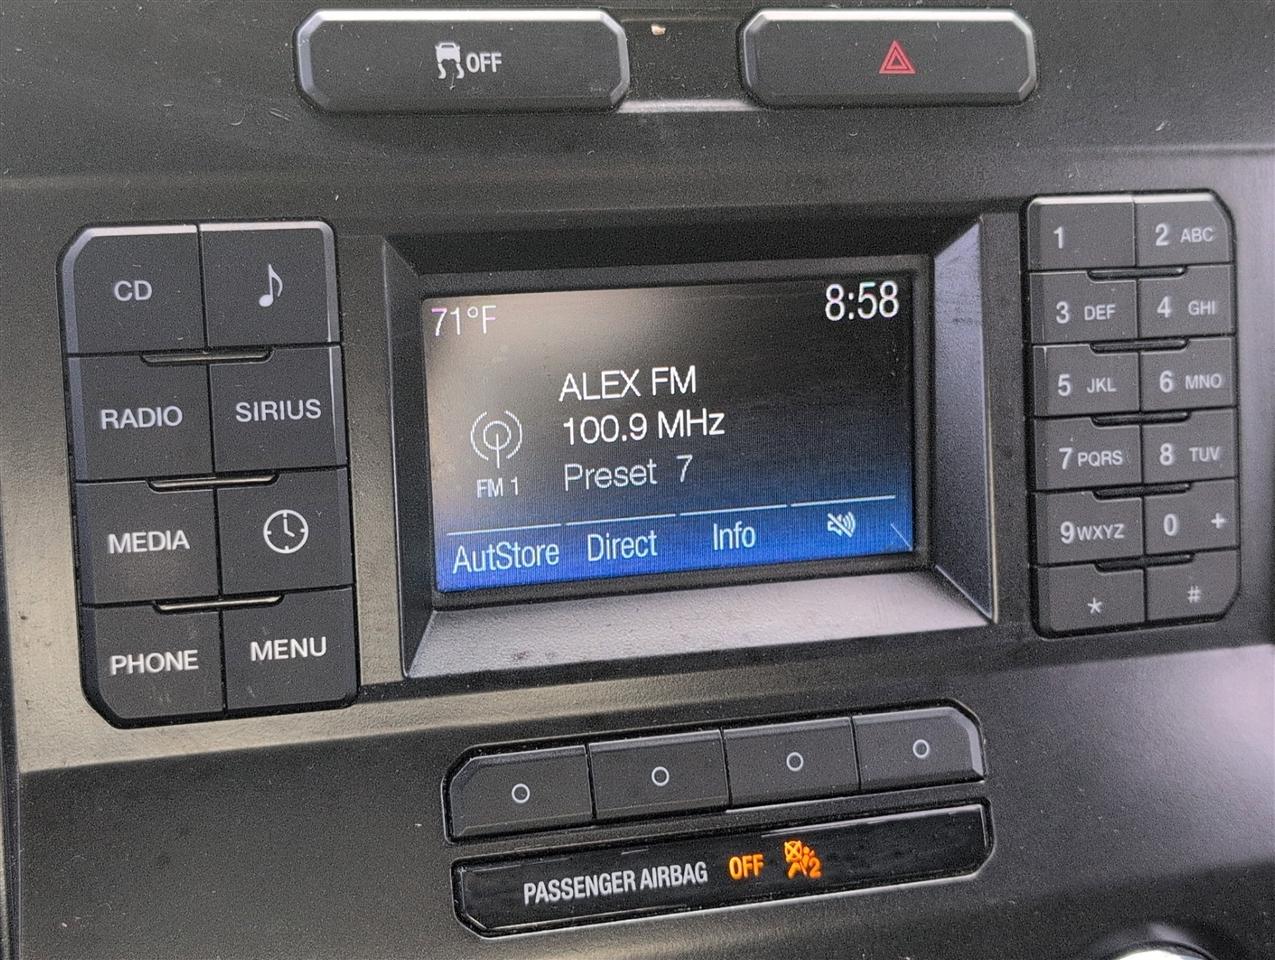 OFF
CD
RADIO SIRIUS
MEDIA
PHONE MENU
71°F 8:58
ALEX FM
100.9 MHz
Preset 7
FM 1
AutStore Direct Info
1 2 ABC
3 DEF 4 GHI
5 JKL 6 MNO
7 PQRS 8 TUV
9 WXYZ 0 +
* #
PASSENGER AIRBAG OFF 2